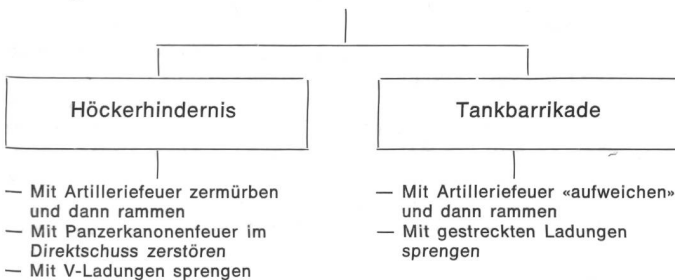 Höckerhindernis
— Mit Artilleriefeuer zermürben
und dann rammen
— Mit Panzerkanonenfeuer im
Direktschuss zerstören
— Mit V-Ladungen sprengen
Tankbarrikade
— Mit Artilleriefeuer «aufweichen»
und dann rammen
— Mit gestreckten Ladungen
sprengen